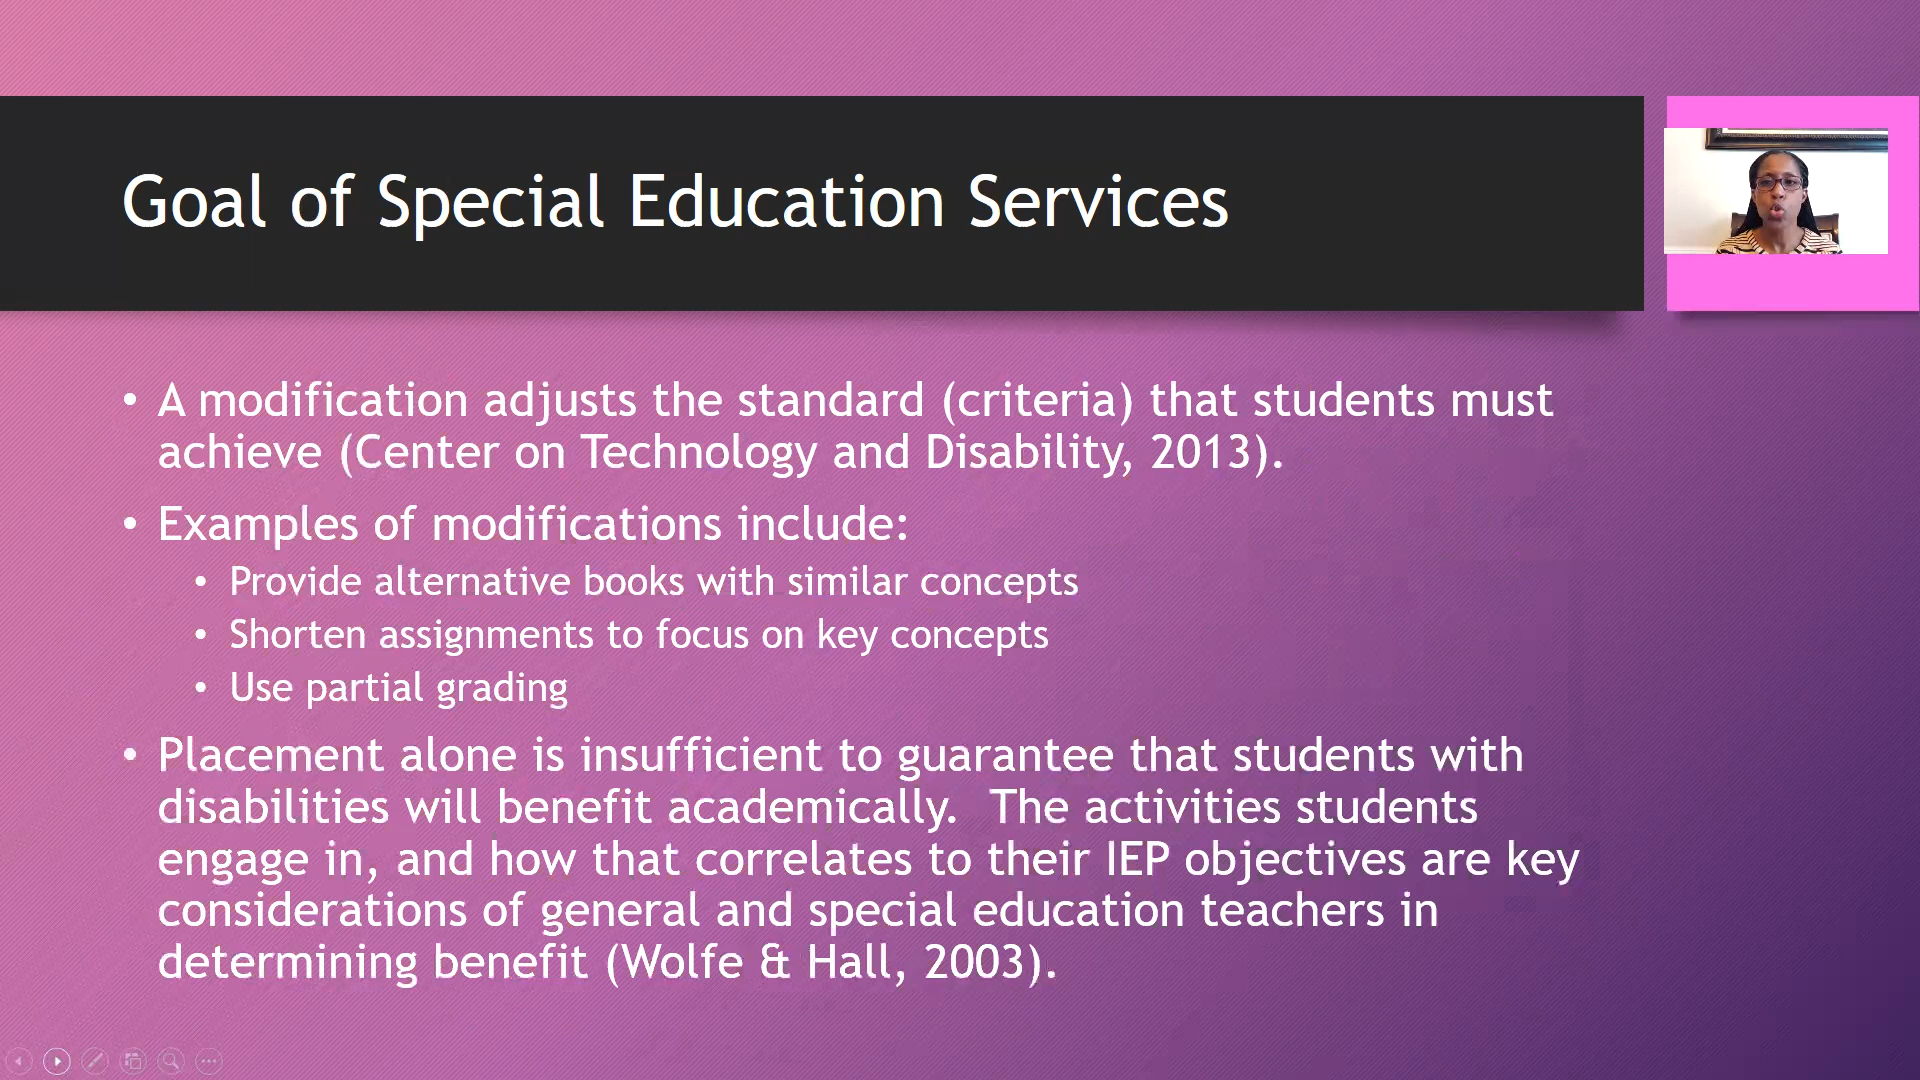 Goal of Special Education Services
• A modification adjusts the standard (criteria) that students must
achieve (Center on Technology and Disability, 2013).
• Examples of modifications include:
• Provide alternative books with similar concepts
• Shorten assignments to focus on key concepts
• Use partial grading
• Placement alone is insufficient to guarantee that students with
disabilities will benefit academically.  The activities students
engage in, and how that correlates to their IEP objectives are key
considerations of general and special education teachers in
determining benefit (Wolfe & Hall, 2003).